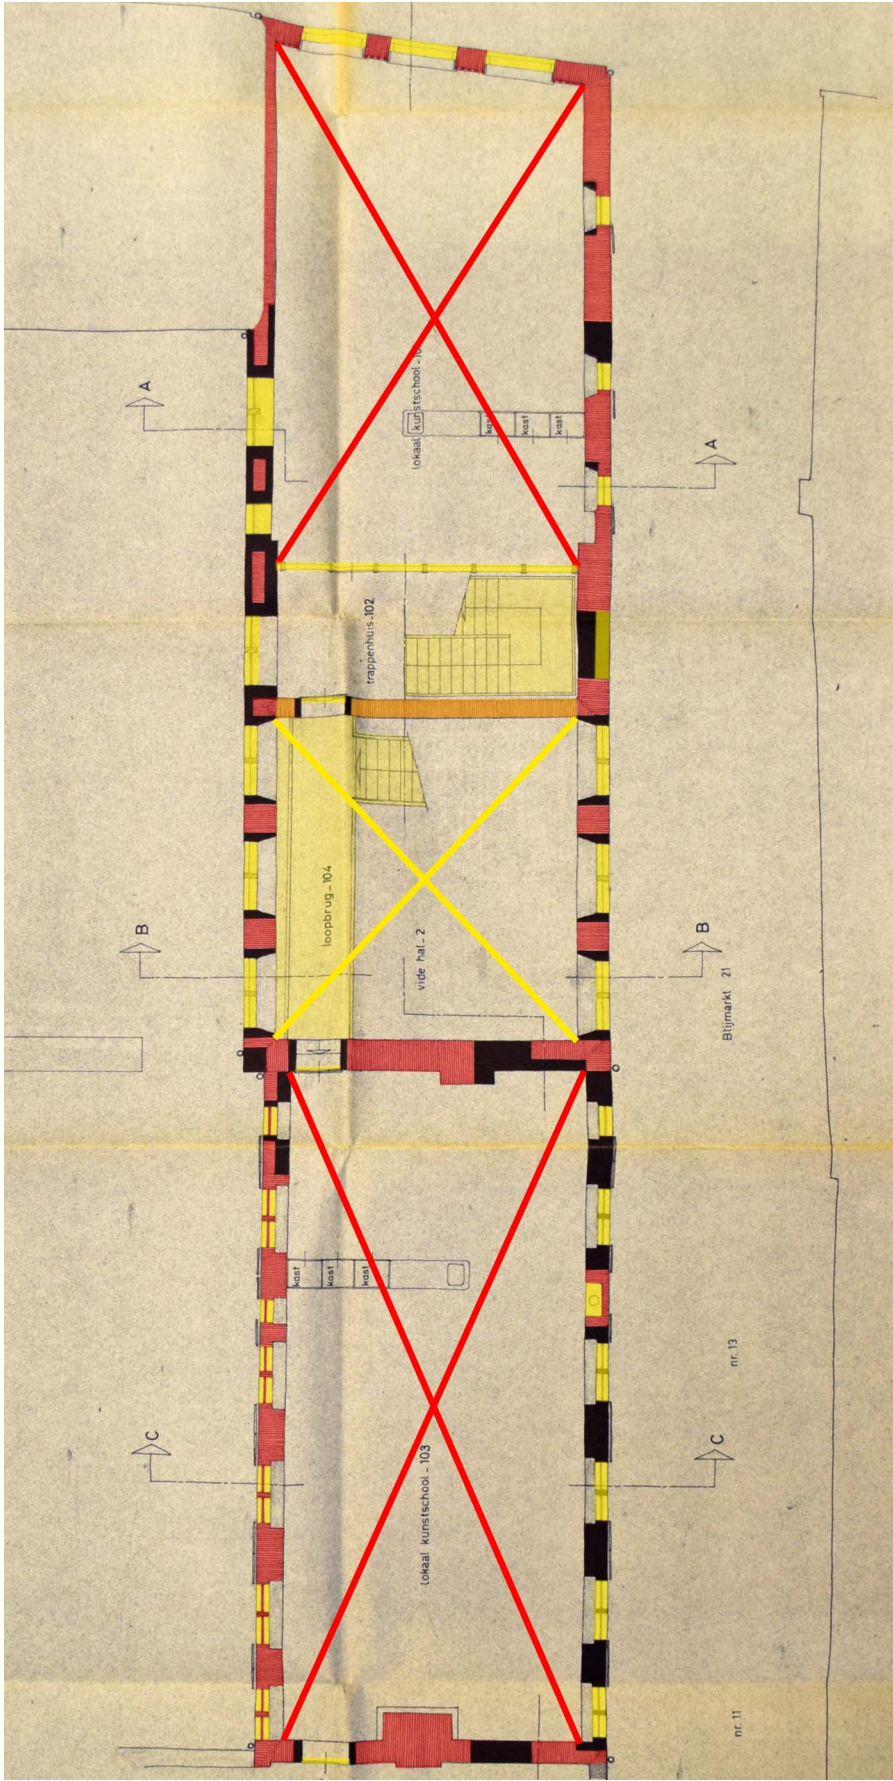 A
lokaal kunstschool-10
kast
kast
kast
A
trappenhuis-102
loopbrug-104
vide hal-2
B
B
Blijmarkt 21
kast
kast
kast
nr. 13
C
C
lokaal kunstschool-103
nr. 11